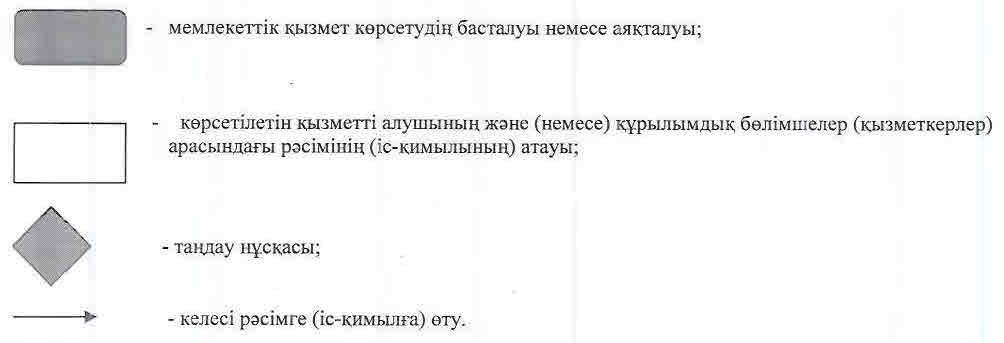 - мемлекеттік қызмет көрсетудің басталуы немесе аяқталуы;
- көрсетілетін қызметті алушының және (немесе) құрылымдық бөлімшелер (қызметкерлер)
арасындағы рәсімінің (іс-қимылының) атауы;
- таңдау нұсқасы;
- келесі рәсімге (іс-қимылға) өту.